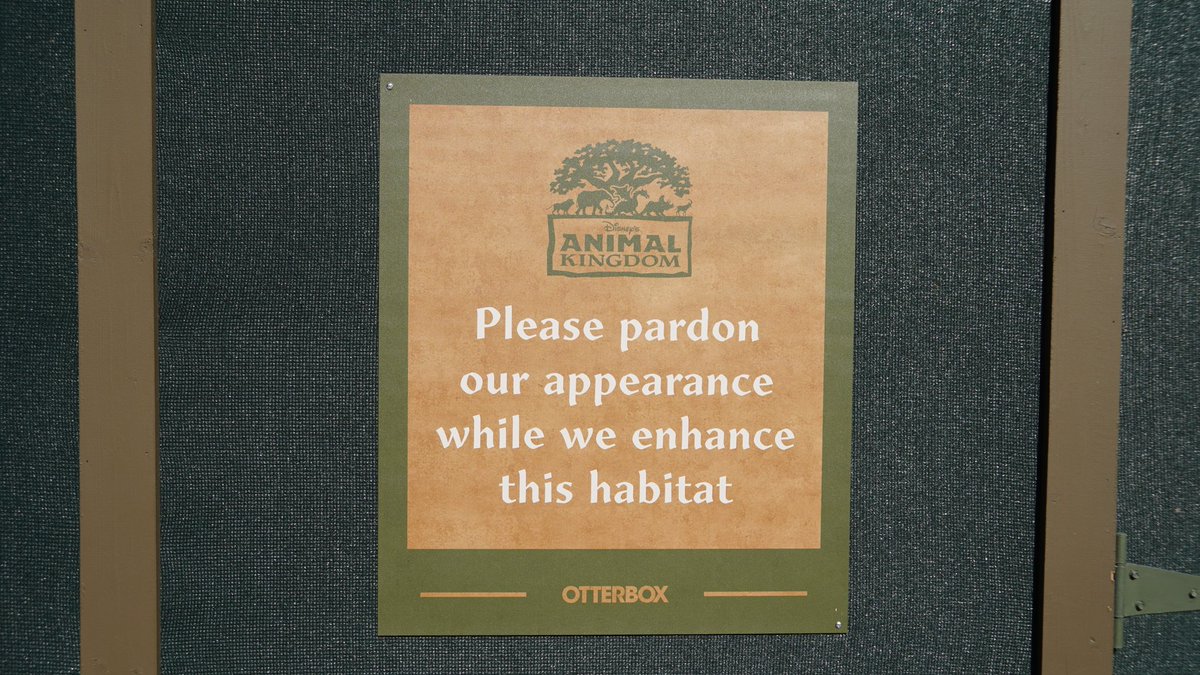 Disney's
ANIMAL
KINGDOM
Please pardon
our appearance
while we enhance
this habitat
OTTERBOX